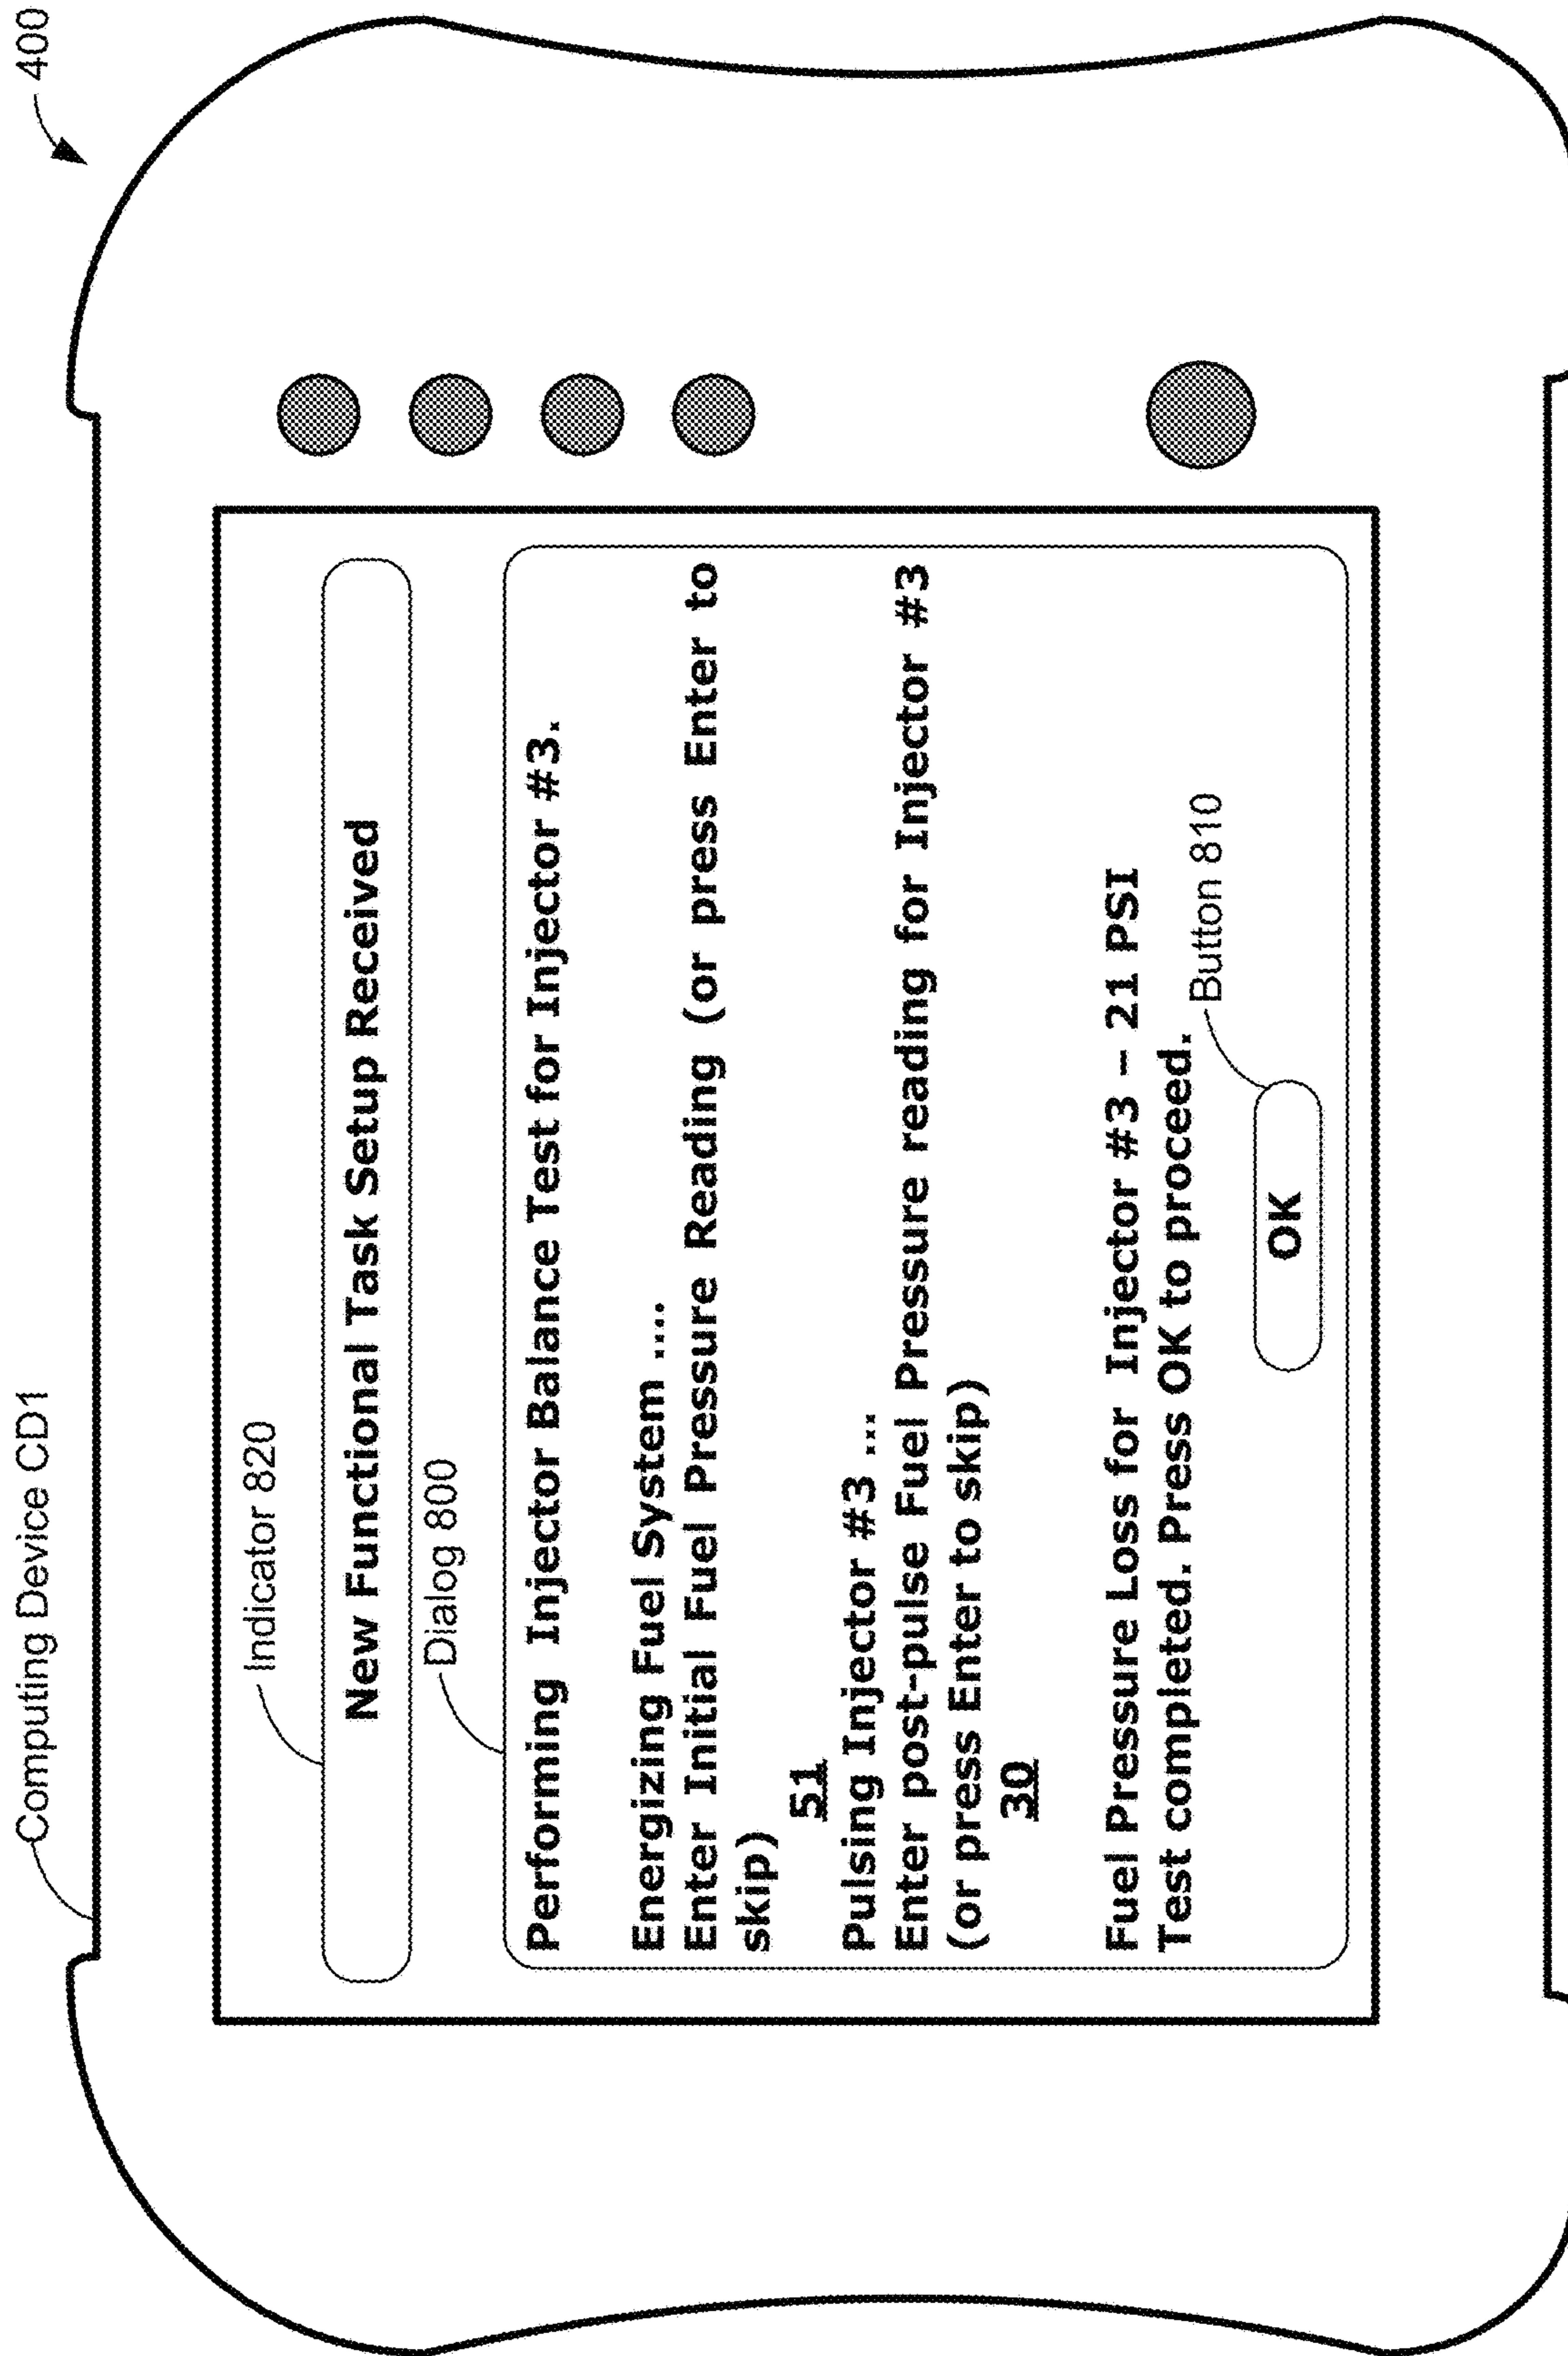 400
Computing Device CD1
Indicator 820
New Functional Task Setup Received
Dialog 800
Performing Injector Balance Test for Injector #3.
Energizing Fuel System ....
Enter Initial Fuel Pressure Reading (or press Enter to
skip)
51
Pulsing Injector #3 ...
Enter post-pulse Fuel Pressure reading for Injector #3
(or press Enter to skip)
30
Fuel Pressure Loss for Injector #3 – 21 PSI
Test completed. Press OK to proceed.
Button 810
OK